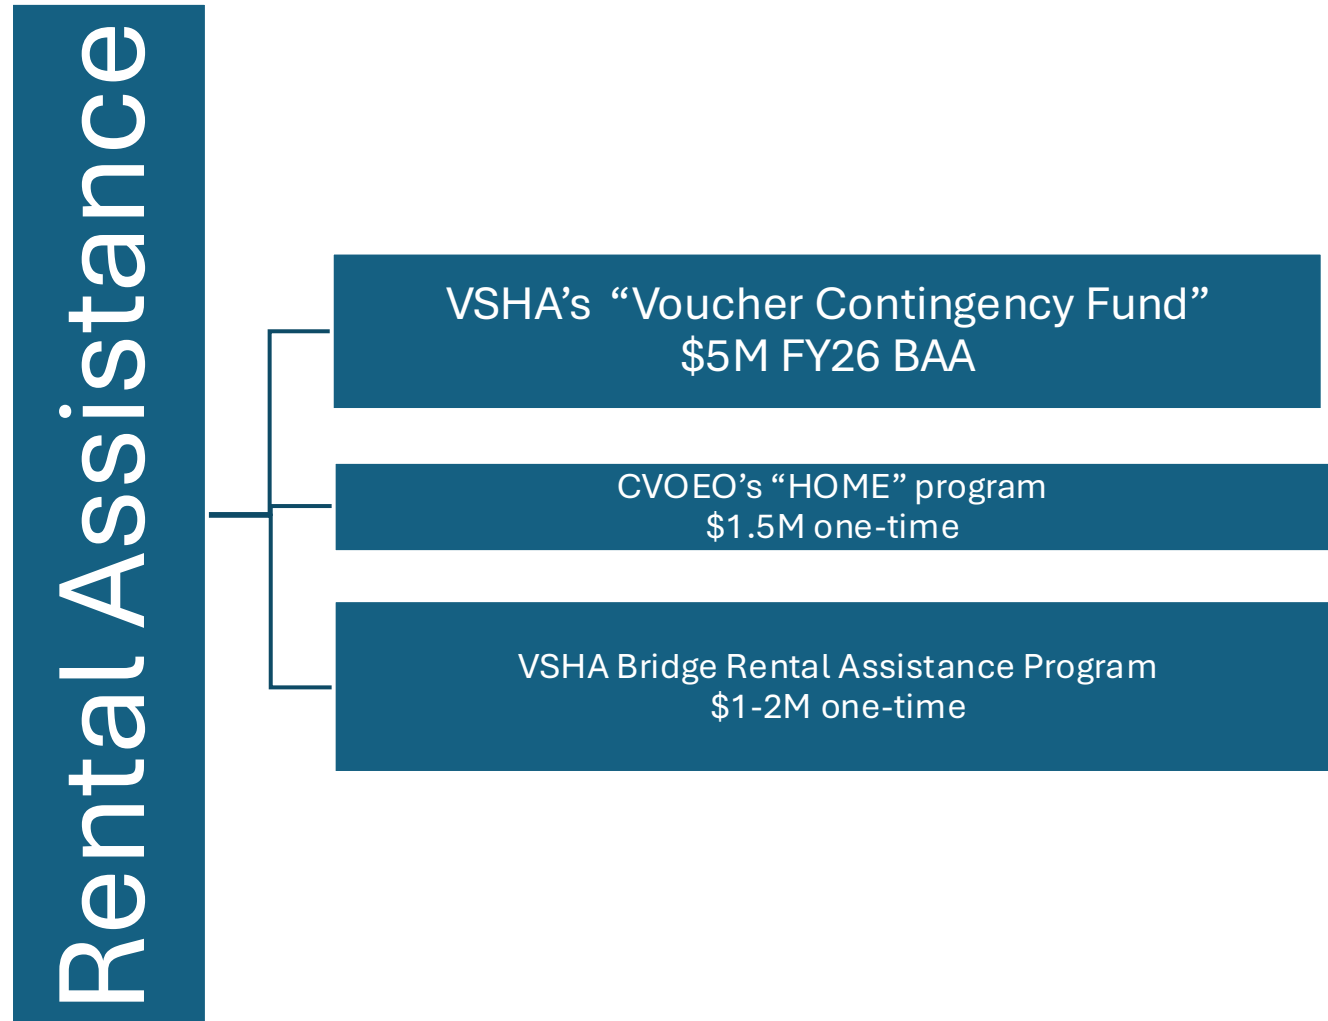 Rental Assistance
VSHA’s “Voucher Contingency Fund”
$5M FY26 BAA
CVOEO’s “HOME” program
$1.5M one-time
VSHA Bridge Rental Assistance Program
$1-2M one-time